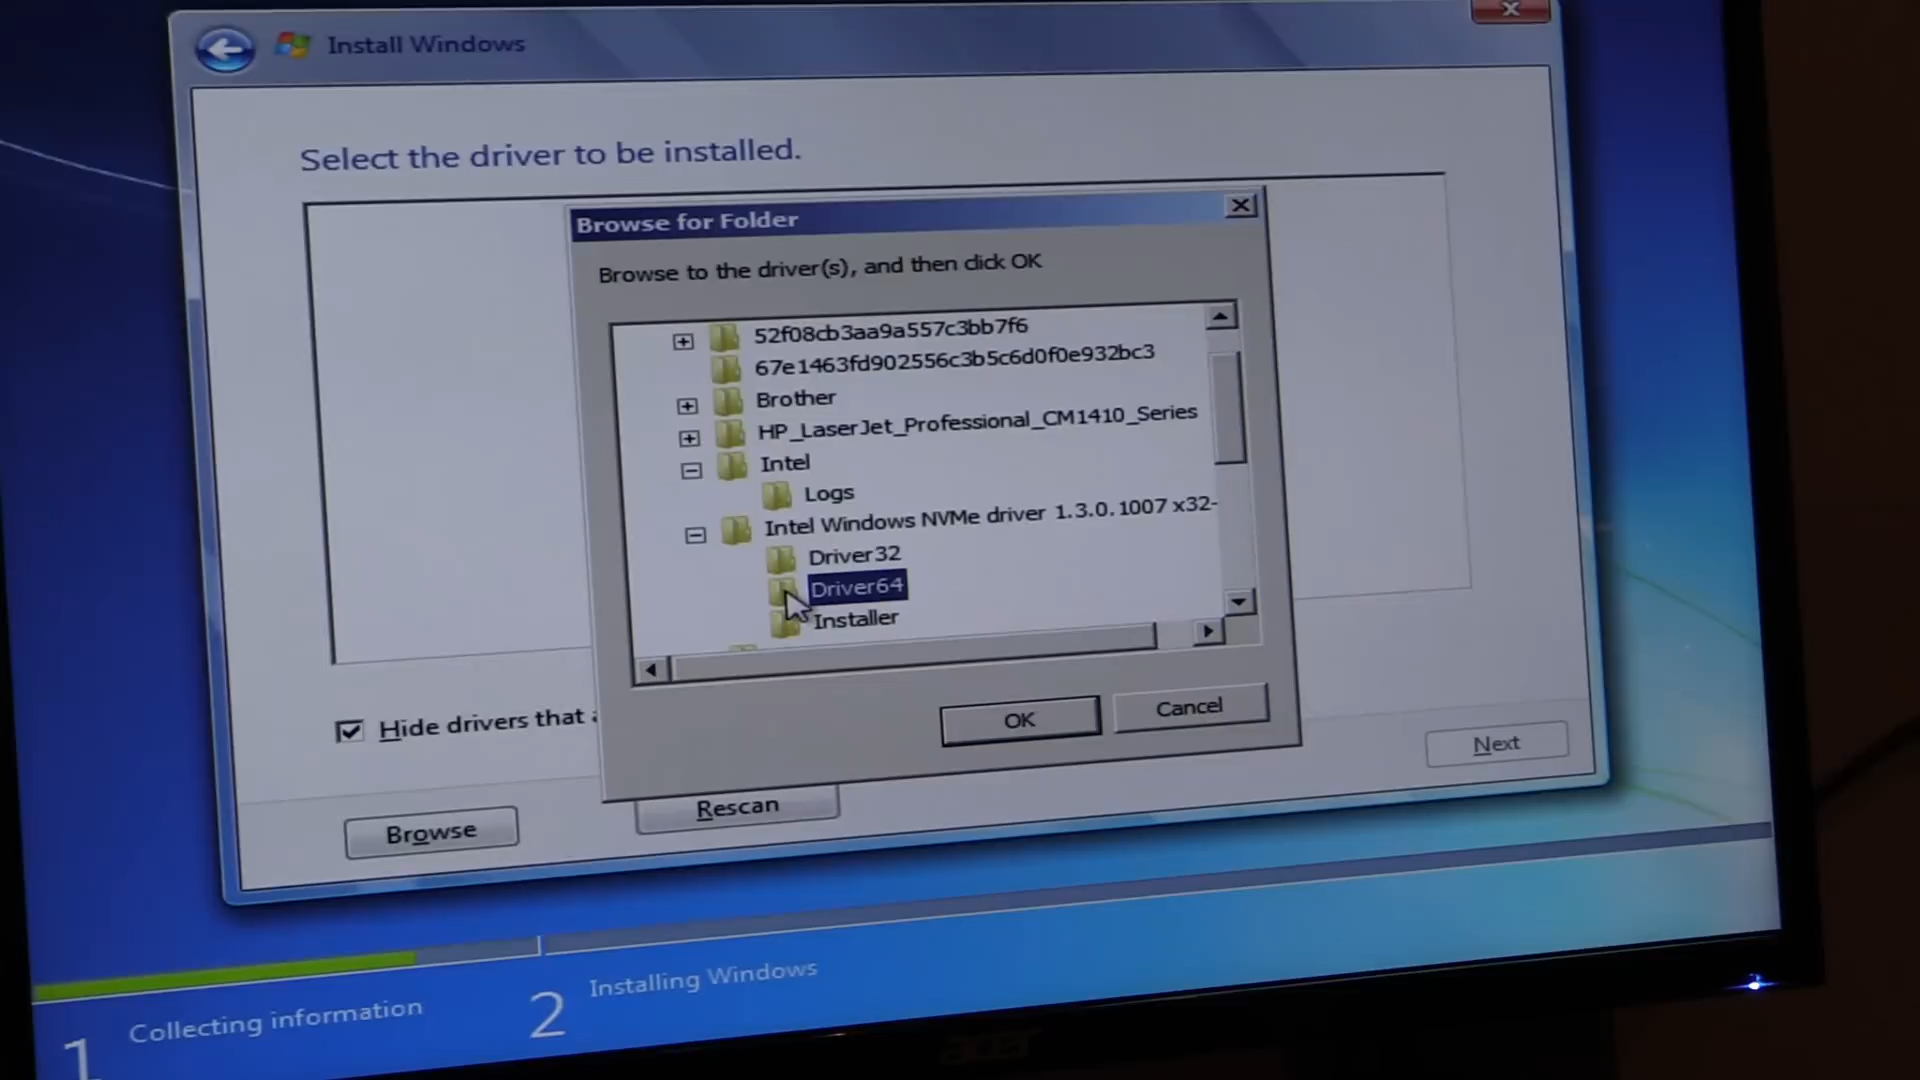 Install Windows
Select the driver to be installed.
Browse for Folder
Browse to the driver(s), and then click OK
52f08cb3aa9a557c3bb7f6
67e1463fd902556c3b5c6d0f0e932bc3
Brother
HP_LaserJet_Professional_CM1410_Series
Intel
Logs
Intel Windows NVMe driver 1.3.0.1007 x32-
Driver32
Driver64
Installer
OK
Cancel
Hide drivers that a
Next
Browse
Rescan
1 Collecting information
2 Installing Windows
acer